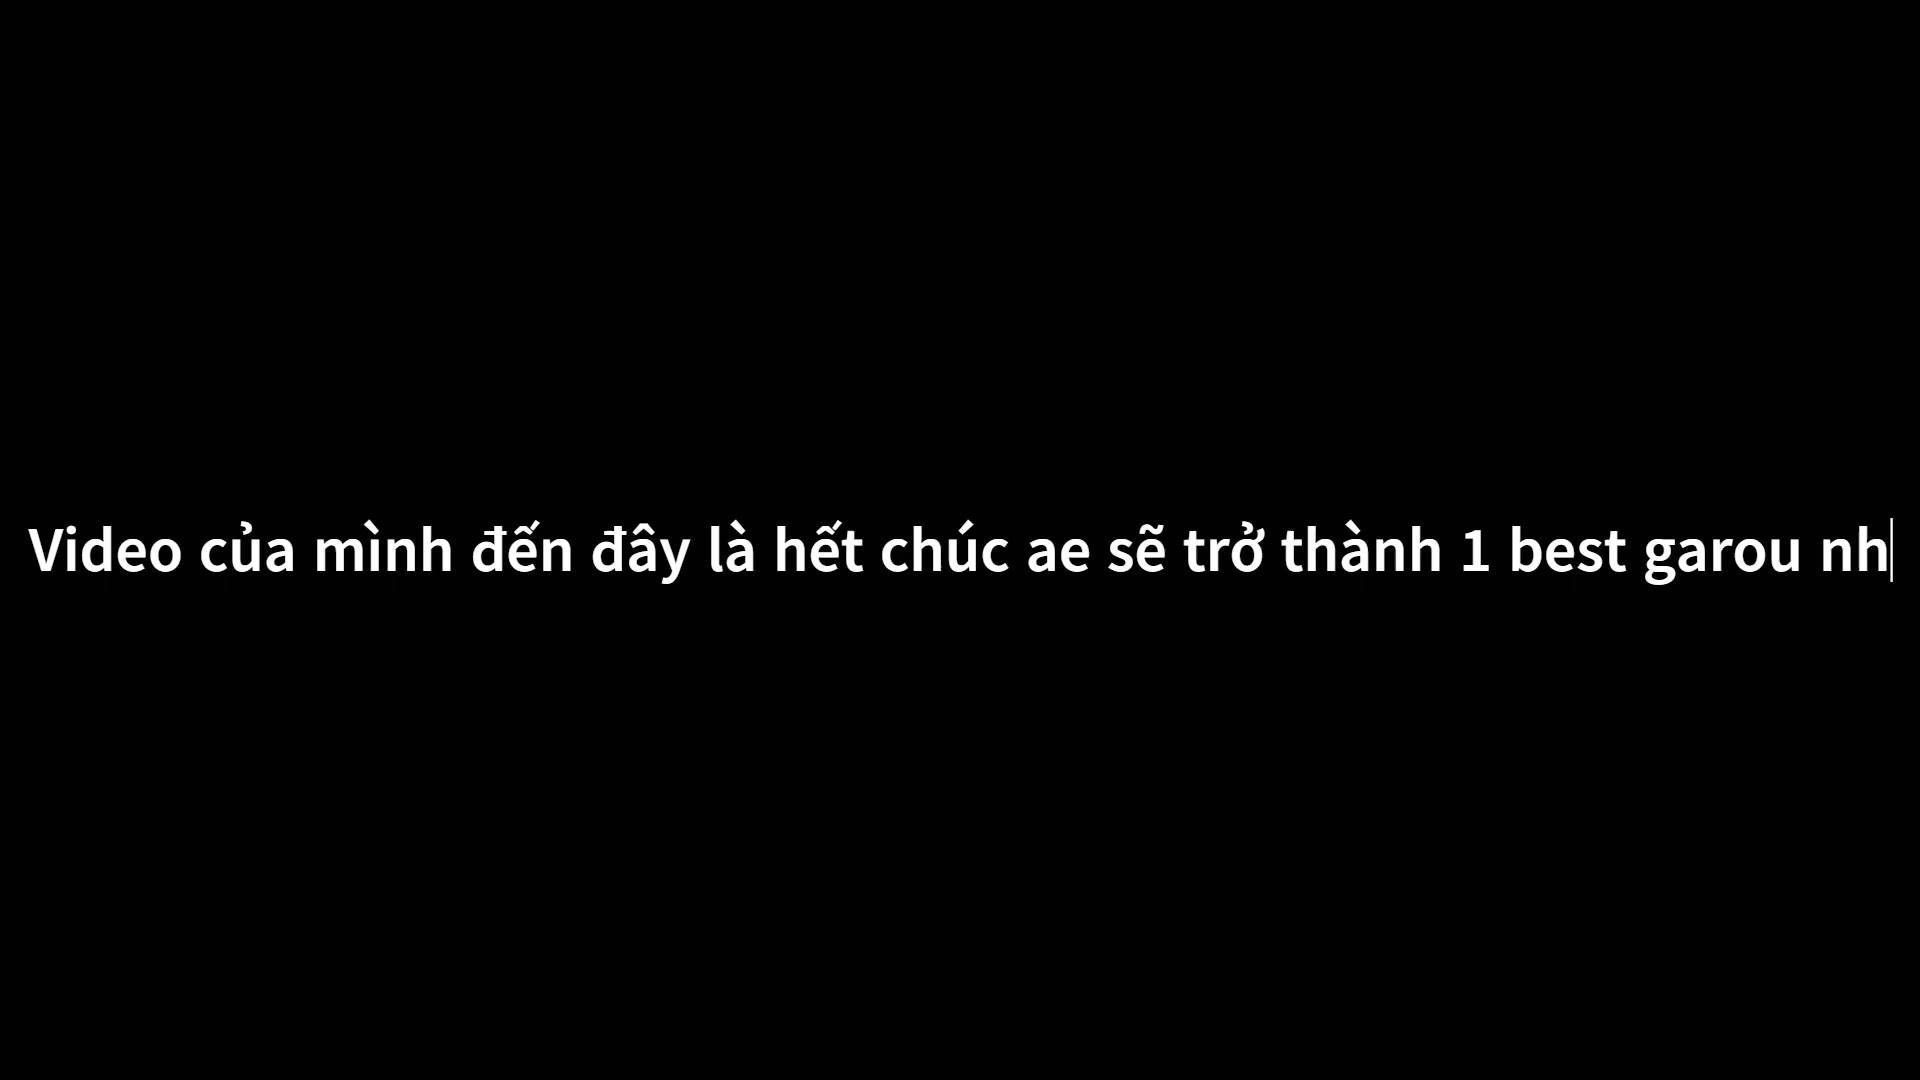 Video của mình đến đây là hết chúc ae sẽ trở thành 1 best garou nh